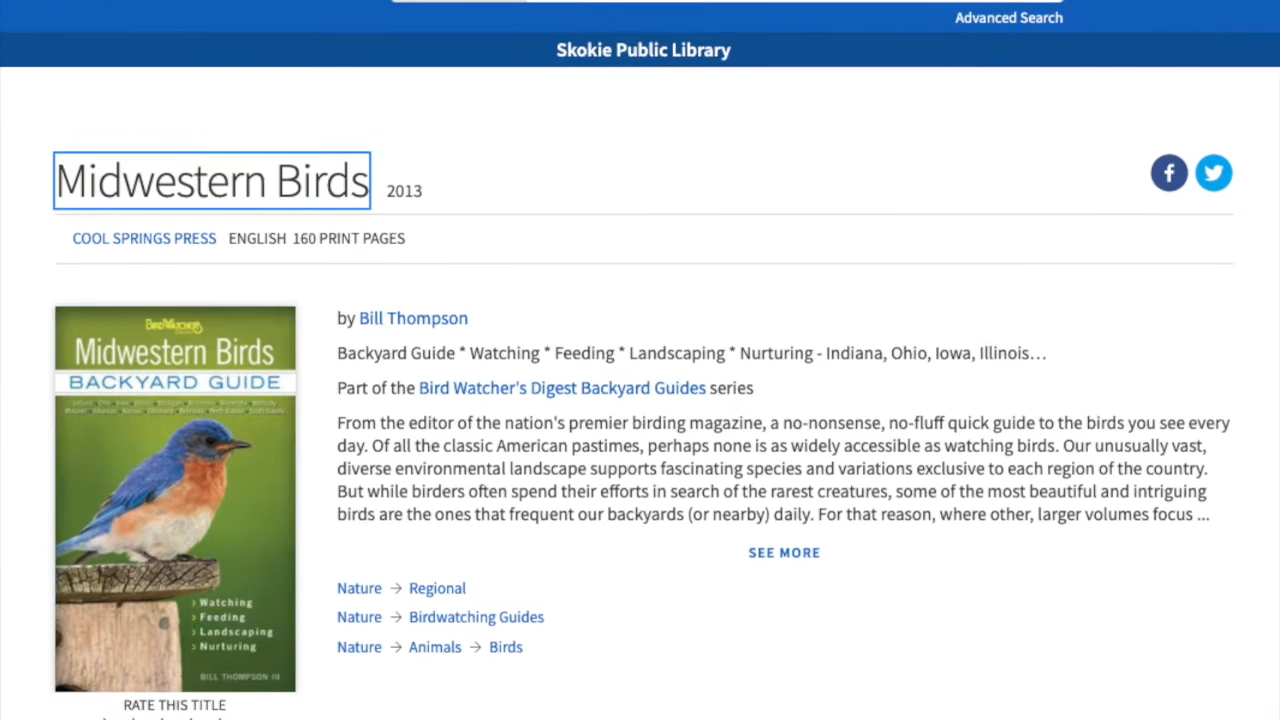 Advanced Search
Skokie Public Library
Midwestern Birds 2013
COOL SPRINGS PRESS ENGLISH 160 PRINT PAGES
by Bill Thompson
Backyard Guide * Watching * Feeding * Landscaping * Nurturing - Indiana, Ohio, Iowa, Illinois…
Part of the Bird Watcher's Digest Backyard Guides series
From the editor of the nation's premier birding magazine, a no-nonsense, no-fluff quick guide to the birds you see every
day. Of all the classic American pastimes, perhaps none is as widely accessible as watching birds. Our unusually vast,
diverse environmental landscape supports fascinating species and variations exclusive to each region of the country.
But while birders often spend their efforts in search of the rarest creatures, some of the most beautiful and intriguing
birds are the ones that frequent our backyards (or nearby) daily. For that reason, where other, larger volumes focus ...
SEE MORE
Nature → Regional
Nature → Birdwatching Guides
Nature → Animals → Birds
Midwestern Birds
BACKYARD GUIDE
› Watching
› Feeding
› Landscaping
› Nurturing
BILL THOMPSON III
RATE THIS TITLE